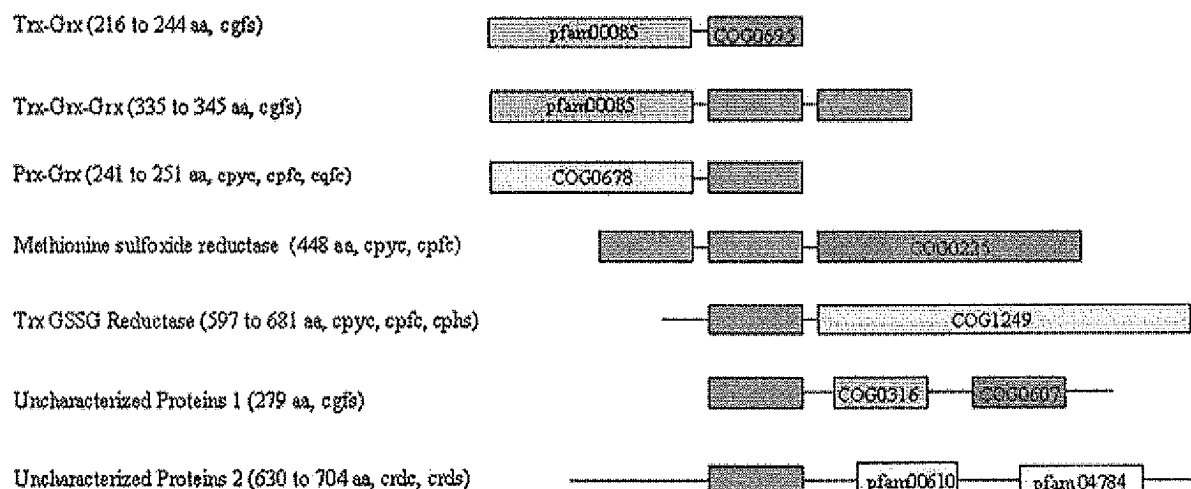 Trx-Grx (216 to 244 aa, cgfs) pfam00085 COG0695
Trx-Grx-Grx (335 to 345 aa, cgfs) pfam00085
Prx-Grx (241 to 251 aa, cpyc, cpfc, cqfc) COG0678
Methionine sulfoxide reductase (448 aa, cpyc, cpfc) COG0225
Trx GSSG Reductase (597 to 681 aa, cpyc, cpfc, cphs) COG1249
Uncharacterized Proteins 1 (279 aa, cgfs) COG0316 COG0607
Uncharacterized Proteins 2 (630 to 704 aa, crdc, crds) pfam00610 pfam04784